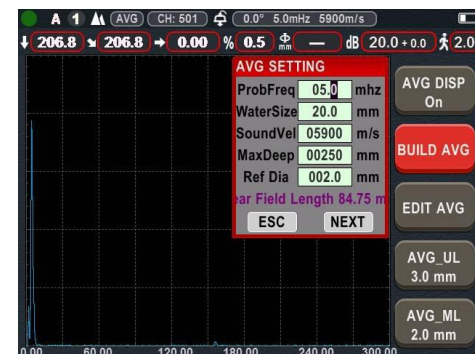 A 1 AVG CH: 501 0.0° 5.0mHz 5900m/s
206.8 206.8 0.00 % 0.5 Φ mm — dB 20.0 + 0.0 2.0
AVG SETTING
ProbFreq 05.0 mhz
WaterSize 20.0 mm
SoundVel 05900 m/s
MaxDeep 00250 mm
Ref Dia 002.0 mm
ear Field Length 84.75 m
ESC NEXT
AVG DISP
On
BUILD AVG
EDIT AVG
AVG_UL
3.0 mm
AVG_ML
2.0 mm
0.00 60.00 120.00 180.00 240.00 300.00